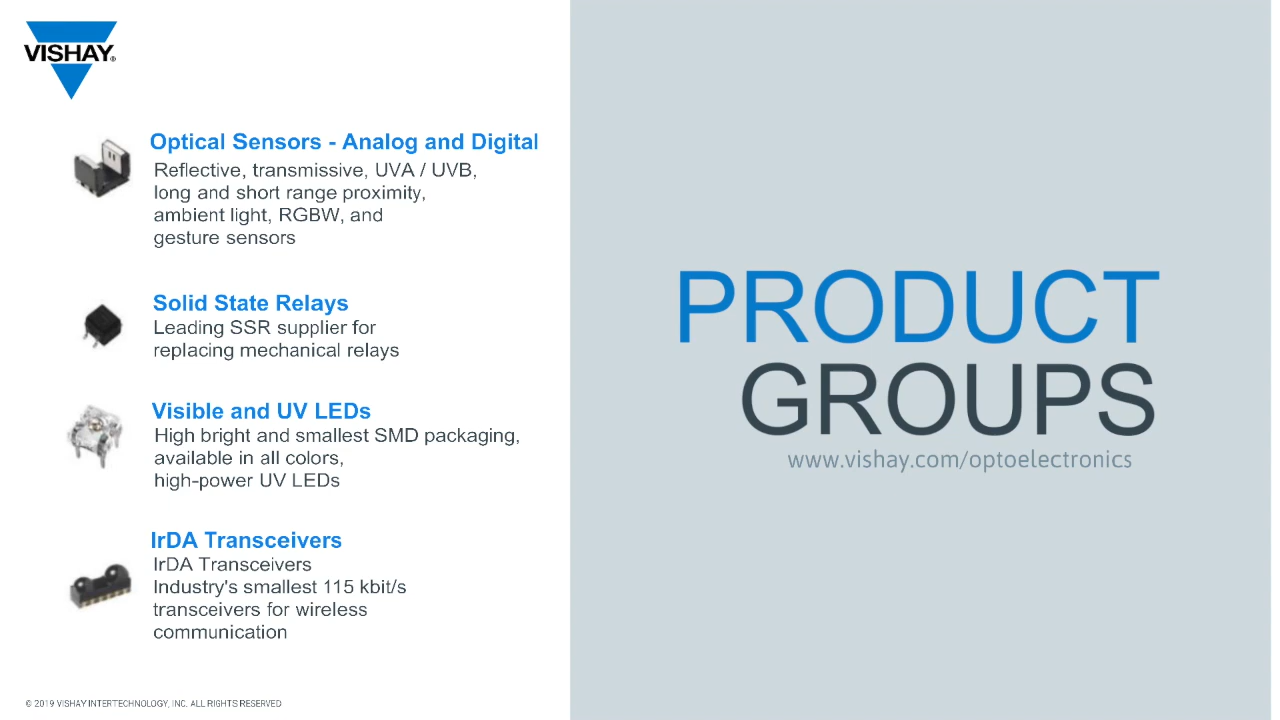 VISHAY®
Optical Sensors - Analog and Digital
Reflective, transmissive, UVA / UVB,
long and short range proximity,
ambient light, RGBW, and
gesture sensors
Solid State Relays
Leading SSR supplier for
replacing mechanical relays
Visible and UV LEDs
High bright and smallest SMD packaging,
available in all colors,
high-power UV LEDs
IrDA Transceivers
IrDA Transceivers
Industry's smallest 115 kbit/s
transceivers for wireless
communication
PRODUCT
GROUPS
www.vishay.com/optoelectronics
© 2019 VISHAY INTERTECHNOLOGY, INC. ALL RIGHTS RESERVED